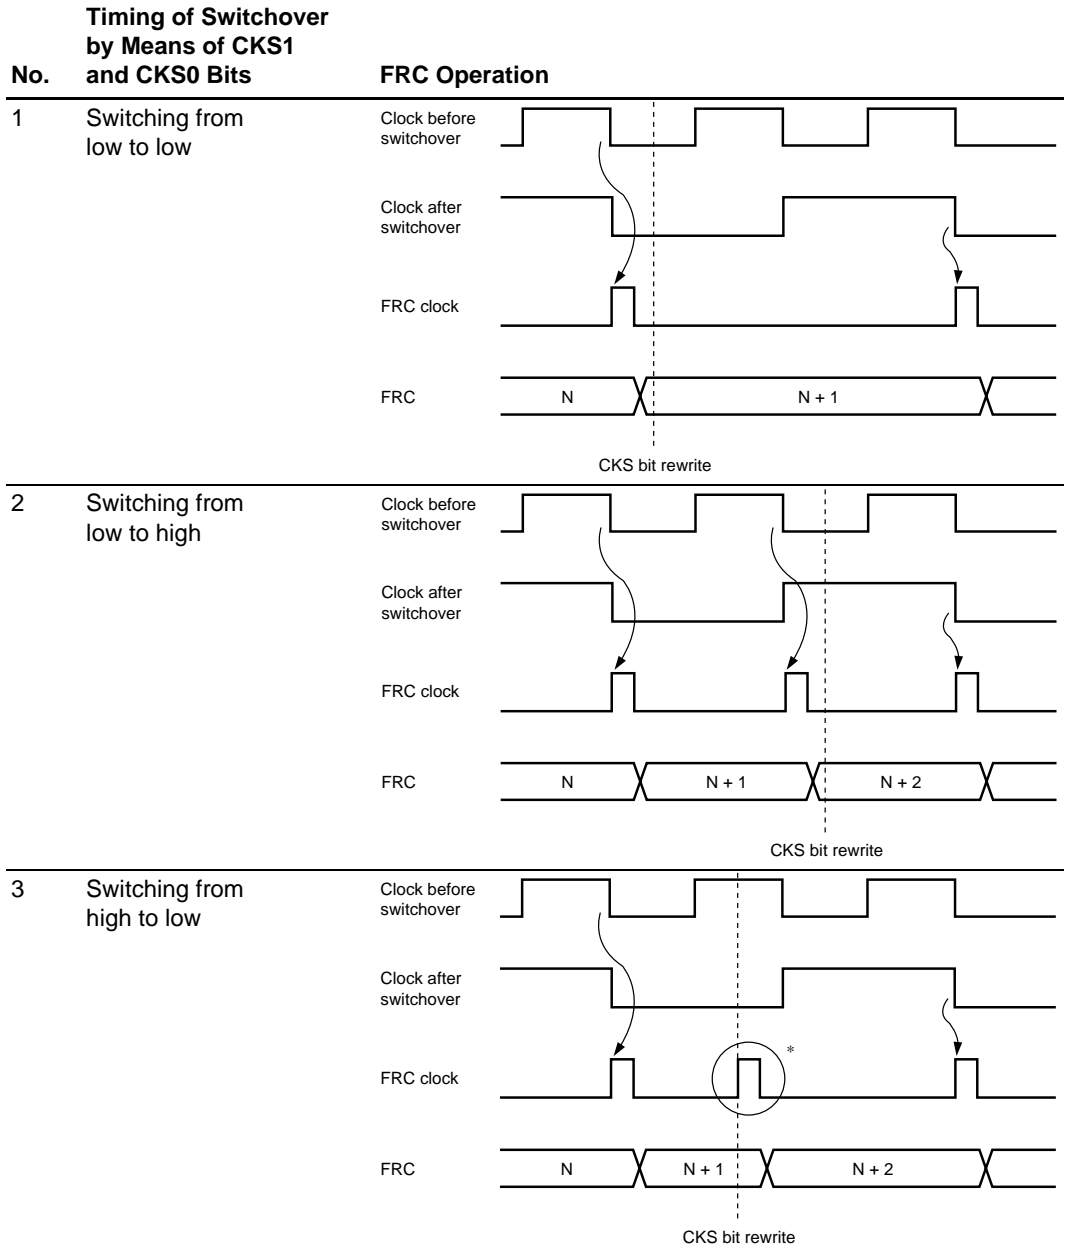 Timing of Switchover
by Means of CKS1
No. and CKS0 Bits FRC Operation
1 Switching from
low to low
Clock before
switchover
Clock after
switchover
FRC clock
FRC N N + 1
CKS bit rewrite
2 Switching from
low to high
Clock before
switchover
Clock after
switchover
FRC clock
FRC N N + 1 N + 2
CKS bit rewrite
3 Switching from
high to low
Clock before
switchover
Clock after
switchover
*
FRC clock
FRC N N + 1 N + 2
CKS bit rewrite